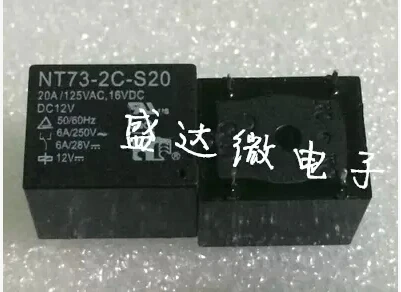 NT73-2C-S20
20A/125VAC,16VDC
DC12V
50/60Hz
6A/250V~
6A/28V⎓
12V⎓
盛达微电子